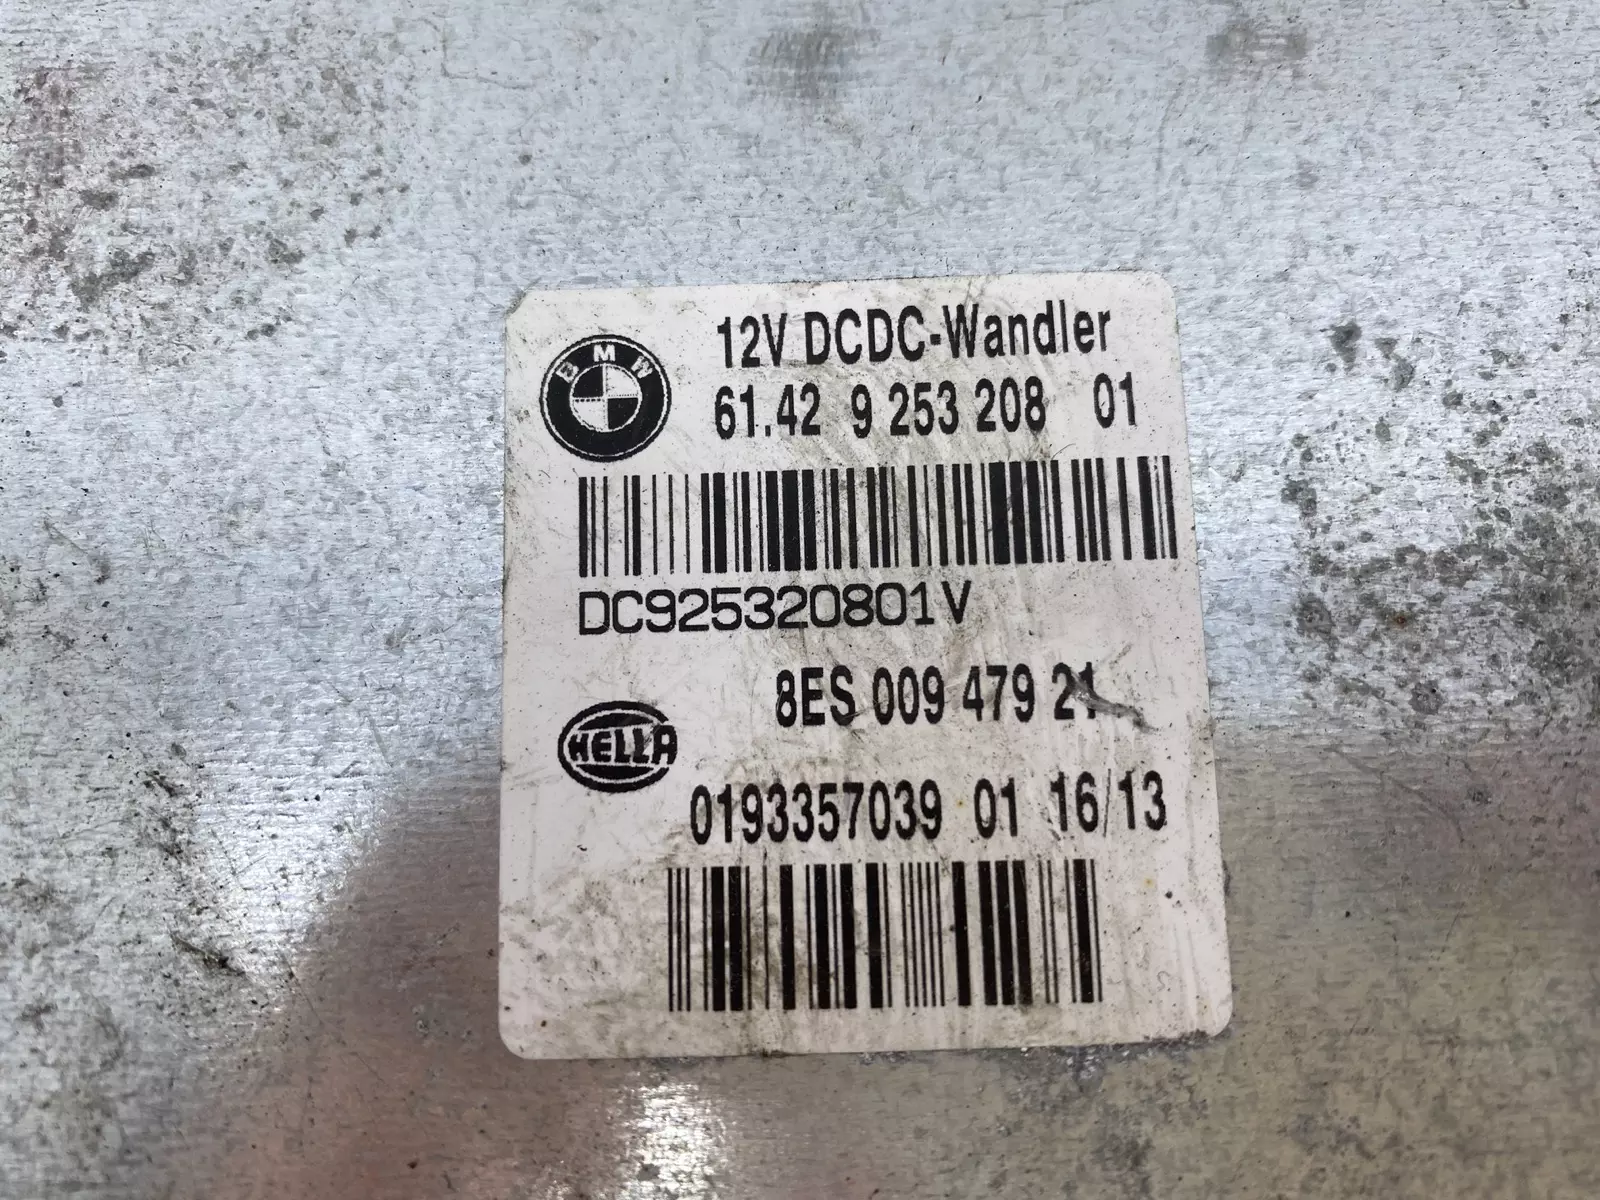 BMW
12V DCDC-Wandler
61.42 9 253 208 01
DC925320801V
8ES 009 479 21
HELLA
0193357039 01 16/13